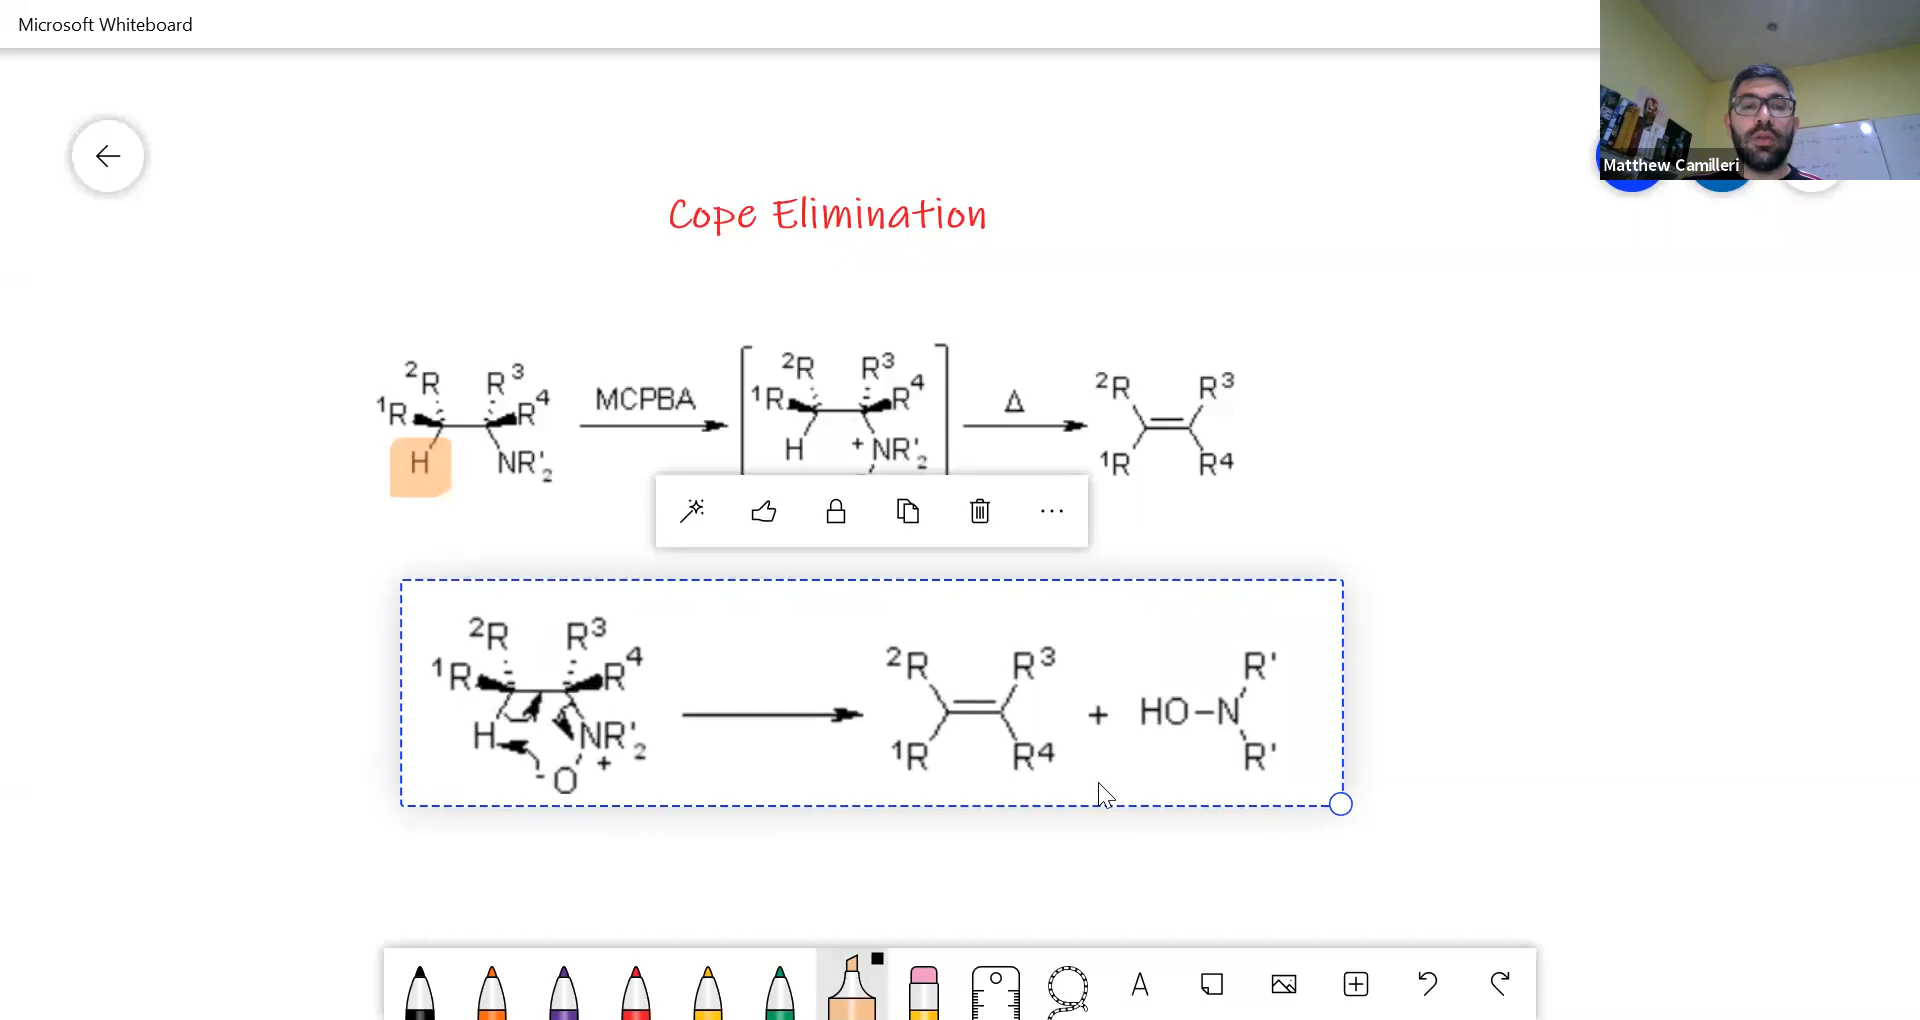 Microsoft Whiteboard
Matthew Camilleri
Cope Elimination
²R R³
¹R R⁴
H NR'₂
MCPBA
²R R³
¹R R⁴
H + NR'₂
Δ
²R R³
¹R R⁴
²R R³
¹R R⁴
H NR'₂
- O +
²R R³
¹R R⁴
+
R'
HO–N
R'
A